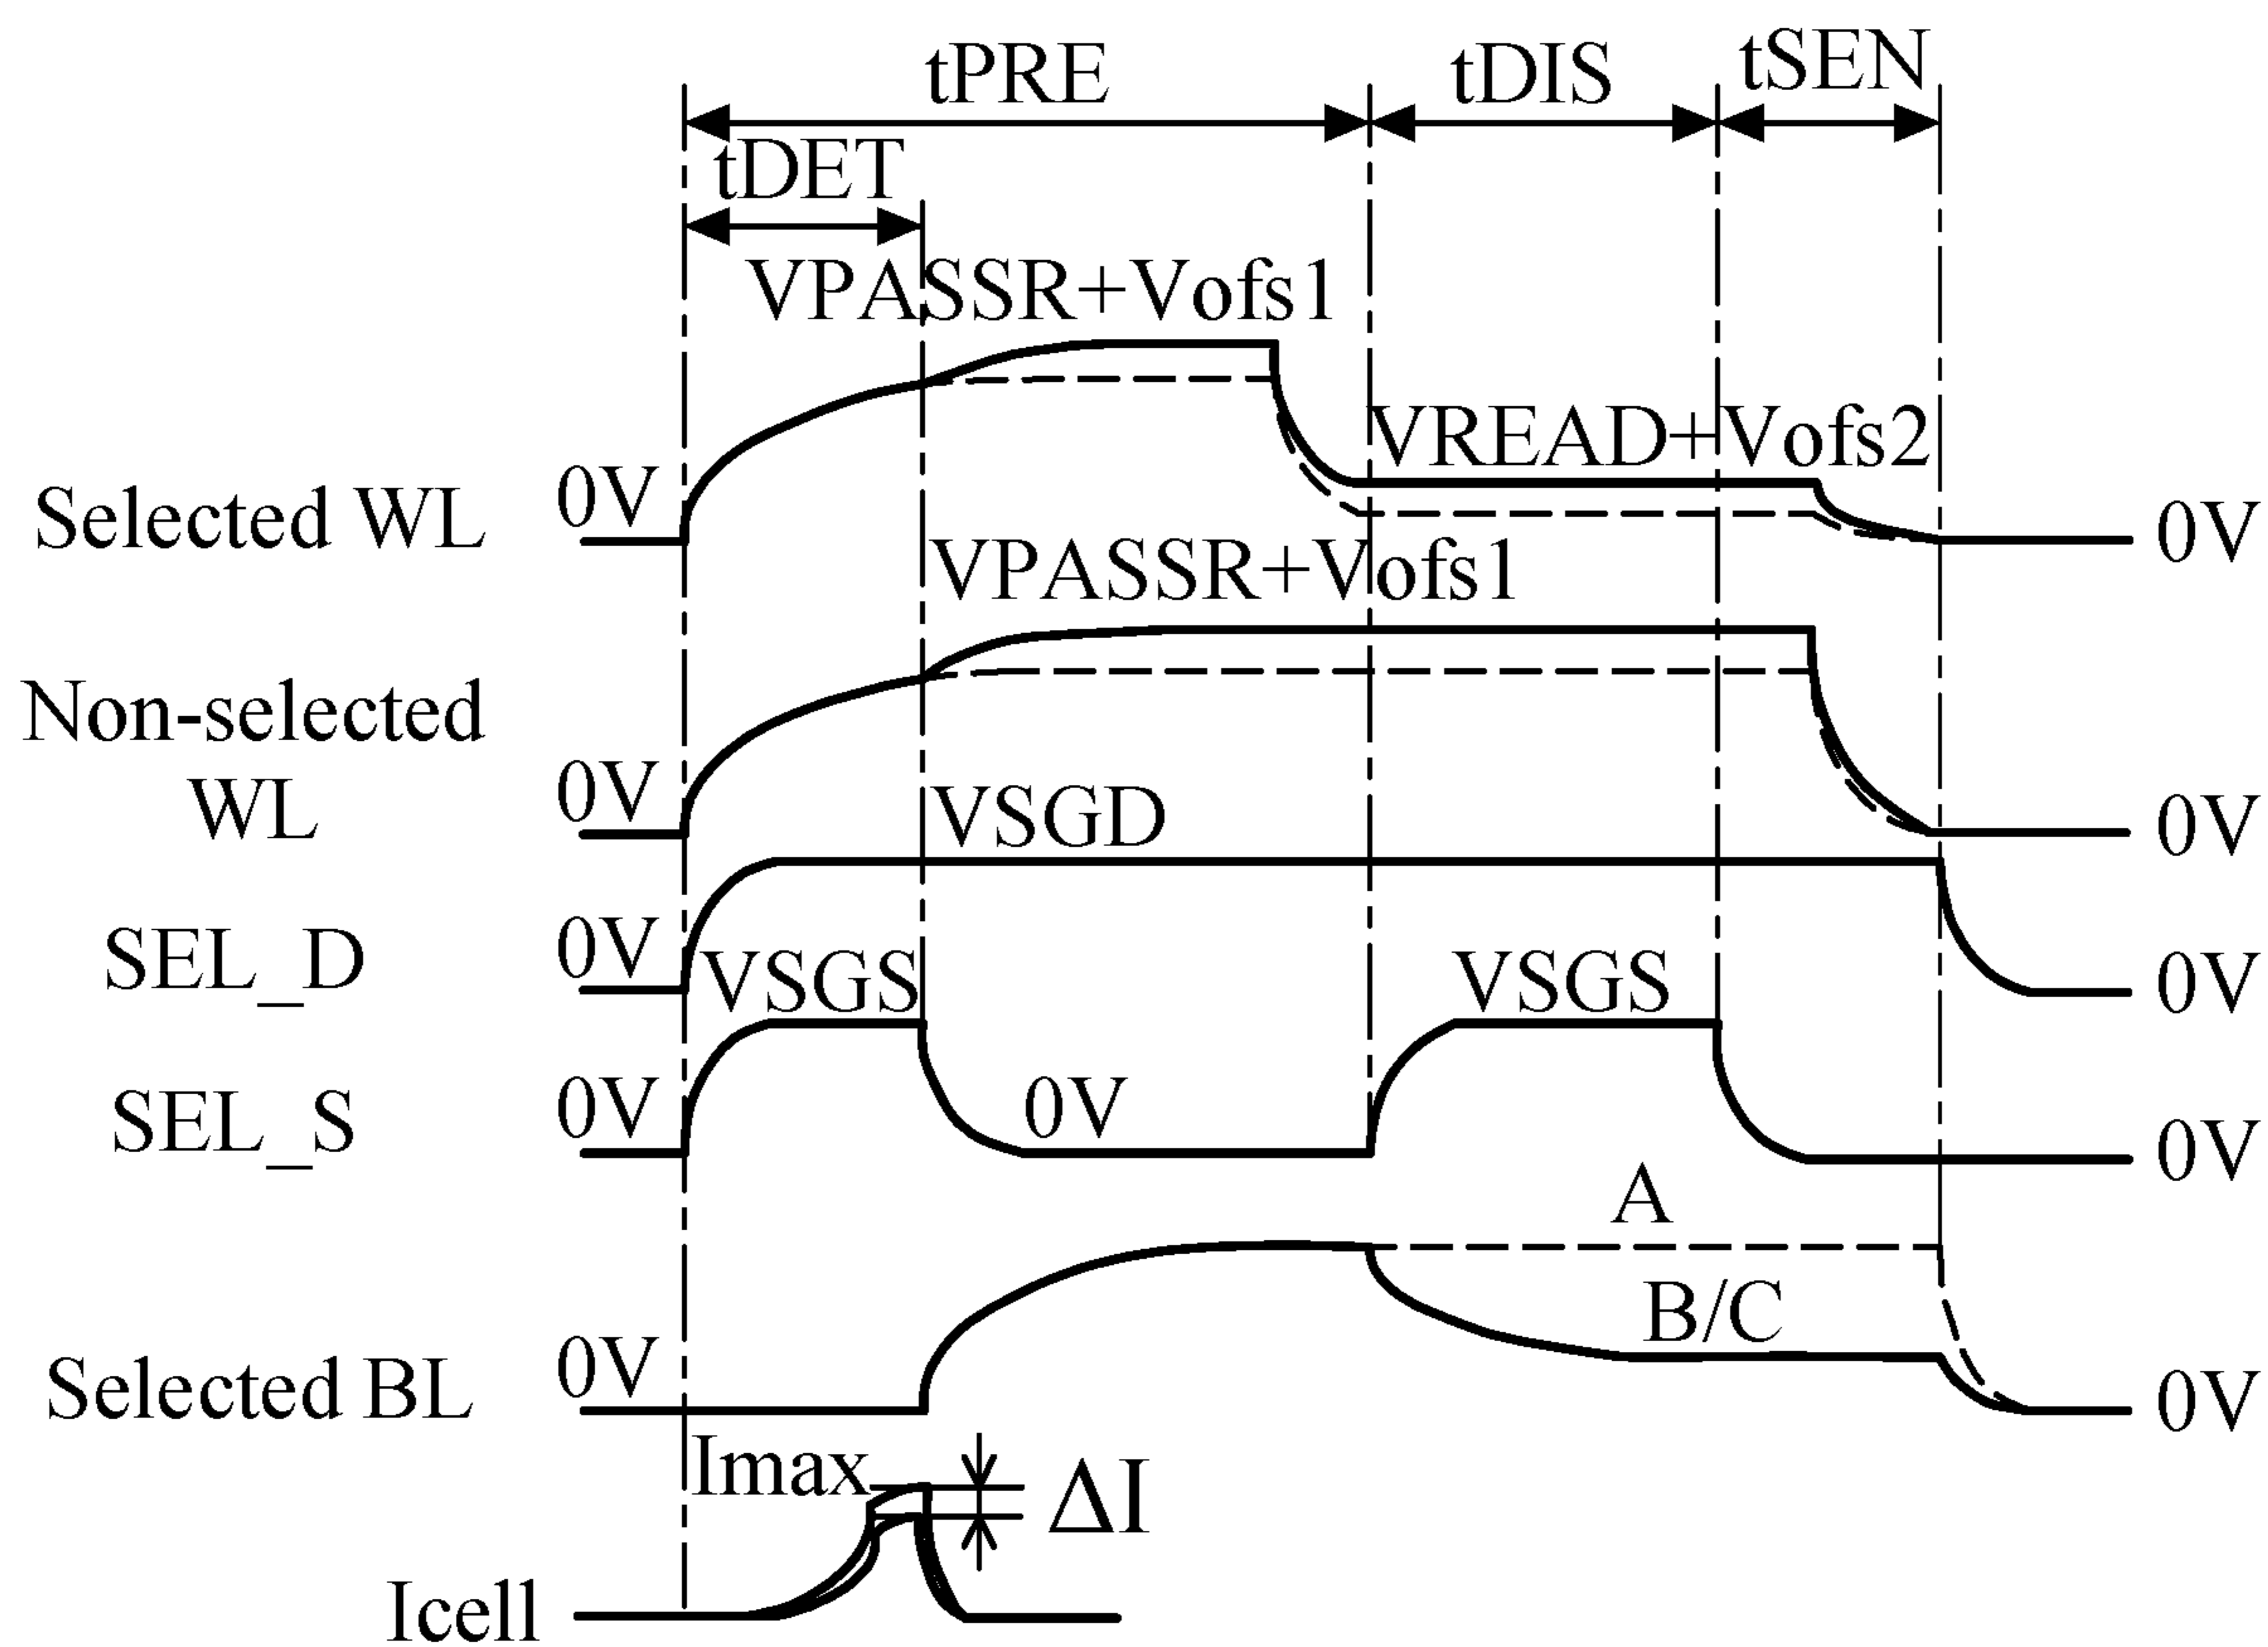 tPRE
tDIS
tSEN
tDET
VPASSR+Vofs1
VREAD+Vofs2
Selected WL
0V
0V
VPASSR+Vofs1
Non-selected
WL
0V
0V
VSGD
SEL_D
0V
0V
VSGS
VSGS
SEL_S
0V
0V
0V
A
B/C
Selected BL
0V
0V
Imax
ΔI
Icell